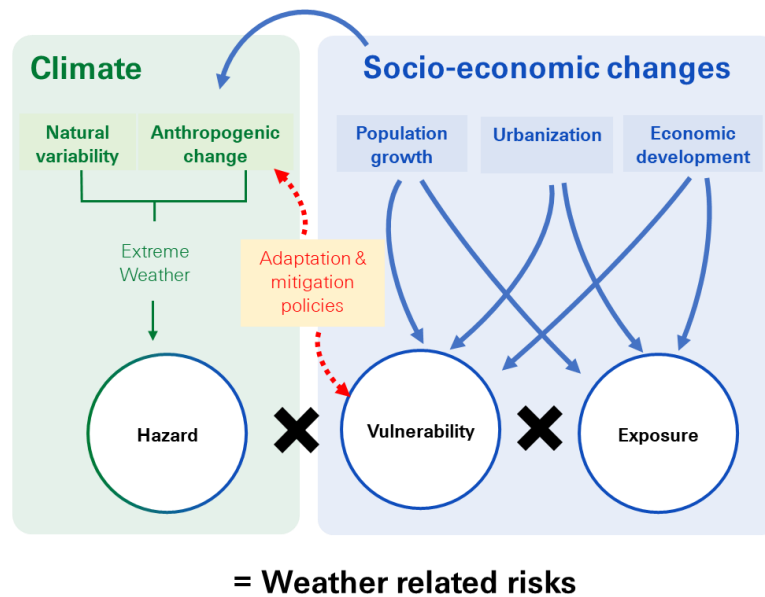 Climate
Socio-economic changes
Natural
variability
Anthropogenic
change
Population
growth
Urbanization
Economic
development
Extreme
Weather
Adaptation &
mitigation
policies
Hazard
Vulnerability
Exposure
= Weather related risks